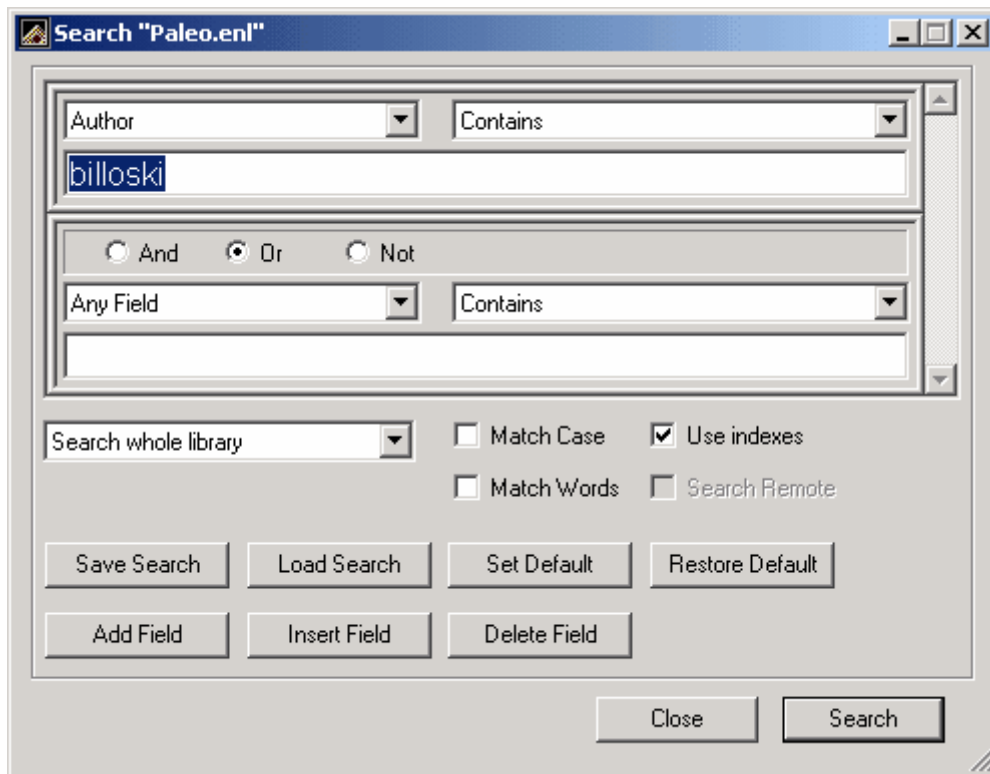 Search "Paleo.enl"
Author Contains
billoski
And Or Not
Any Field Contains
Search whole library Match Case Use indexes
Match Words Search Remote
Save Search Load Search Set Default Restore Default
Add Field Insert Field Delete Field
Close Search